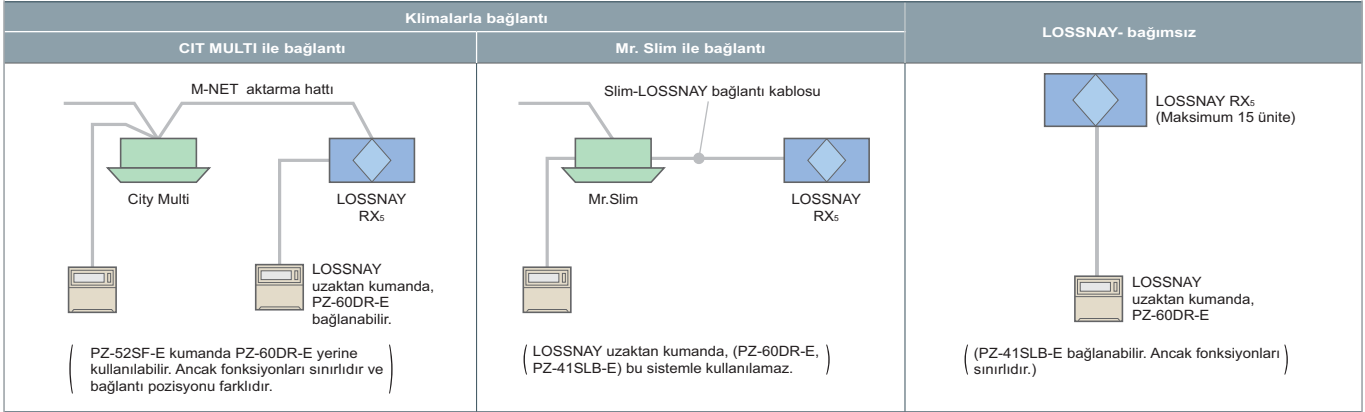 Klimalarla bağlantı
LOSSNAY- bağımsız
CIT MULTI ile bağlantı
Mr. Slim ile bağlantı
M-NET aktarma hattı
City Multi
LOSSNAY
RX5
LOSSNAY
uzaktan kumanda,
PZ-60DR-E
bağlanabilir.
PZ-52SF-E kumanda PZ-60DR-E yerine
kullanılabilir. Ancak fonksiyonları sınırlıdır ve
bağlantı pozisyonu farklıdır.
Slim-LOSSNAY bağlantı kablosu
Mr.Slim
LOSSNAY
RX5
LOSSNAY uzaktan kumanda, (PZ-60DR-E,
PZ-41SLB-E) bu sistemle kullanılamaz.
LOSSNAY RX5
(Maksimum 15 ünite)
LOSSNAY
uzaktan kumanda,
PZ-60DR-E
(PZ-41SLB-E bağlanabilir. Ancak fonksiyonları
sınırlıdır.)